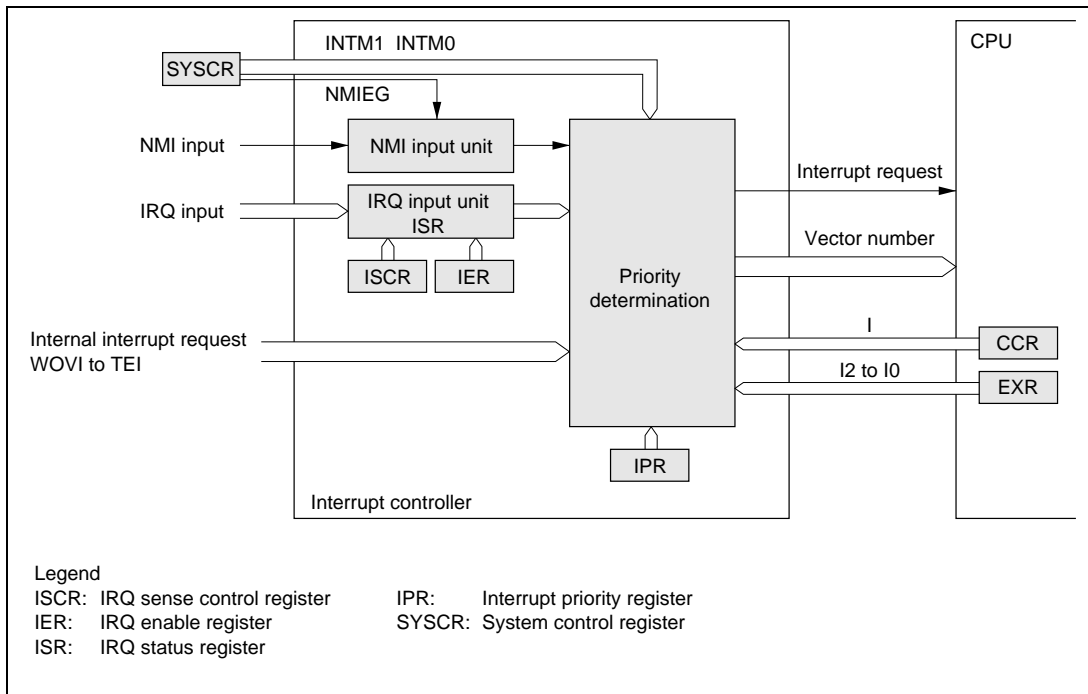 INTM1 INTM0
CPU
SYSCR
NMIEG
NMI input
NMI input unit
Interrupt request
IRQ input
IRQ input unit
ISR
Vector number
ISCR
IER
Priority
determination
Internal interrupt request
WOVI to TEI
I
CCR
I2 to I0
EXR
IPR
Interrupt controller
Legend
ISCR: IRQ sense control register
IER: IRQ enable register
ISR: IRQ status register
IPR: Interrupt priority register
SYSCR: System control register